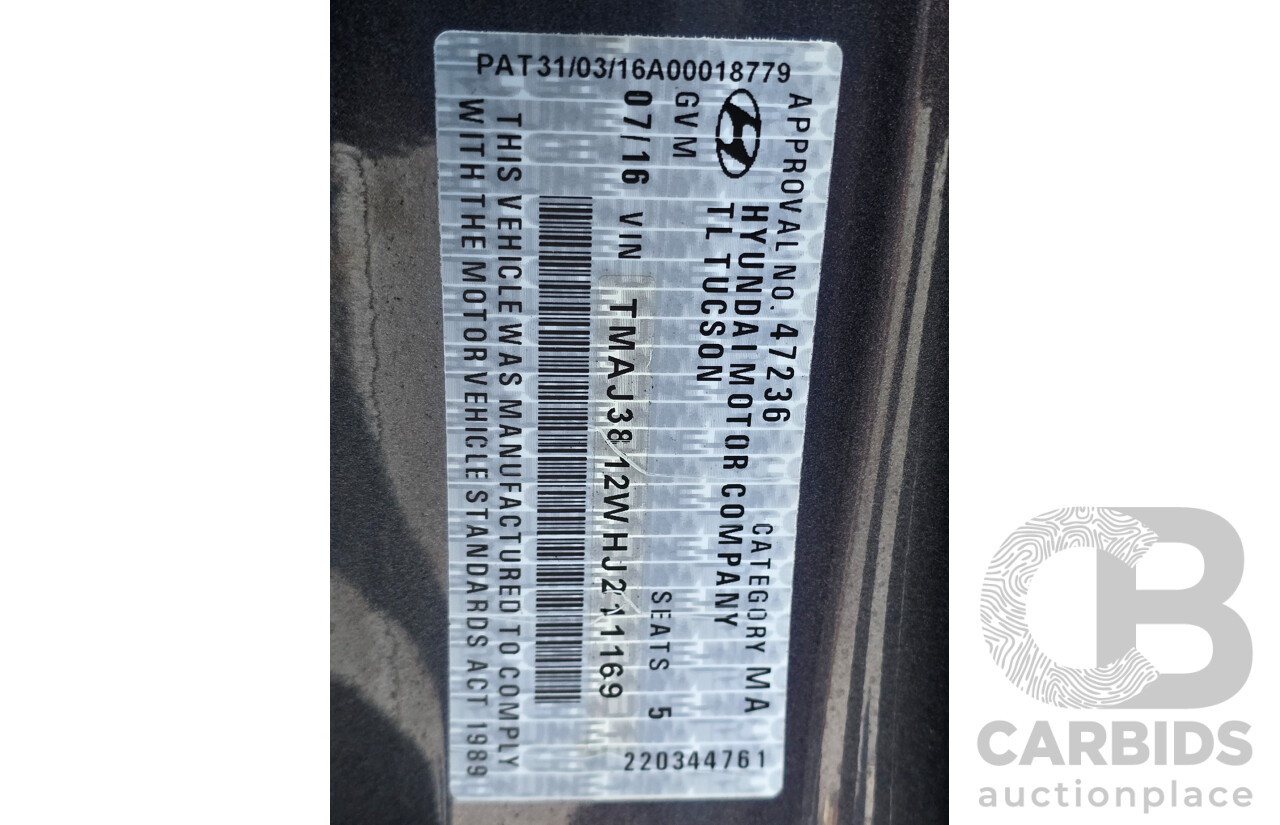 PAT31/03/16A00018779
APPROVAL NO. 47236 CATEGORY MA
HYUNDAI MOTOR COMPANY
TL TUCSON
GVM SEATS 5
07/16 VIN TMAJ3812WHJ211169
THIS VEHICLE WAS MANUFACTURED TO COMPLY
WITH THE MOTOR VEHICLE STANDARDS ACT 1989
220344761
CB
CARBIDS
auctionplace